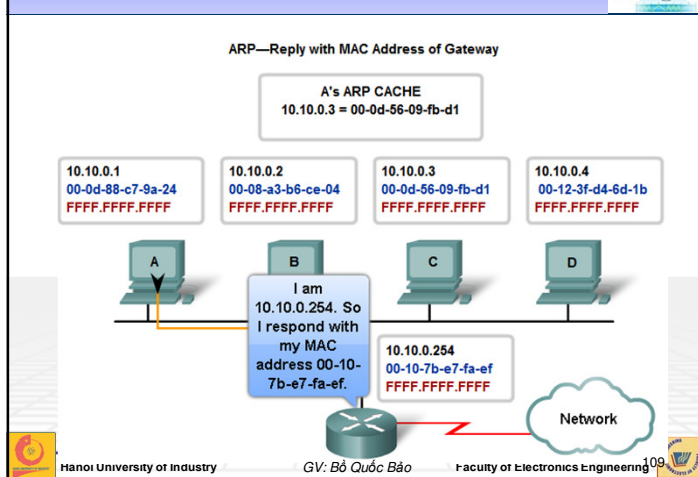 ARP—Reply with MAC Address of Gateway
A's ARP CACHE
10.10.0.3 = 00-0d-56-09-fb-d1
10.10.0.1
00-0d-88-c7-9a-24
FFFF.FFFF.FFFF
10.10.0.2
00-08-a3-b6-ce-04
FFFF.FFFF.FFFF
10.10.0.3
00-0d-56-09-fb-d1
FFFF.FFFF.FFFF
10.10.0.4
00-12-3f-d4-6d-1b
FFFF.FFFF.FFFF
A
B
C
D
I am
10.10.0.254. So
I respond with
my MAC
address 00-10-
7b-e7-fa-ef.
10.10.0.254
00-10-7b-e7-fa-ef
FFFF.FFFF.FFFF
Network
Hanoi University of Industry
GV: Bồ Quốc Bảo
Faculty of Electronics Engineering
109